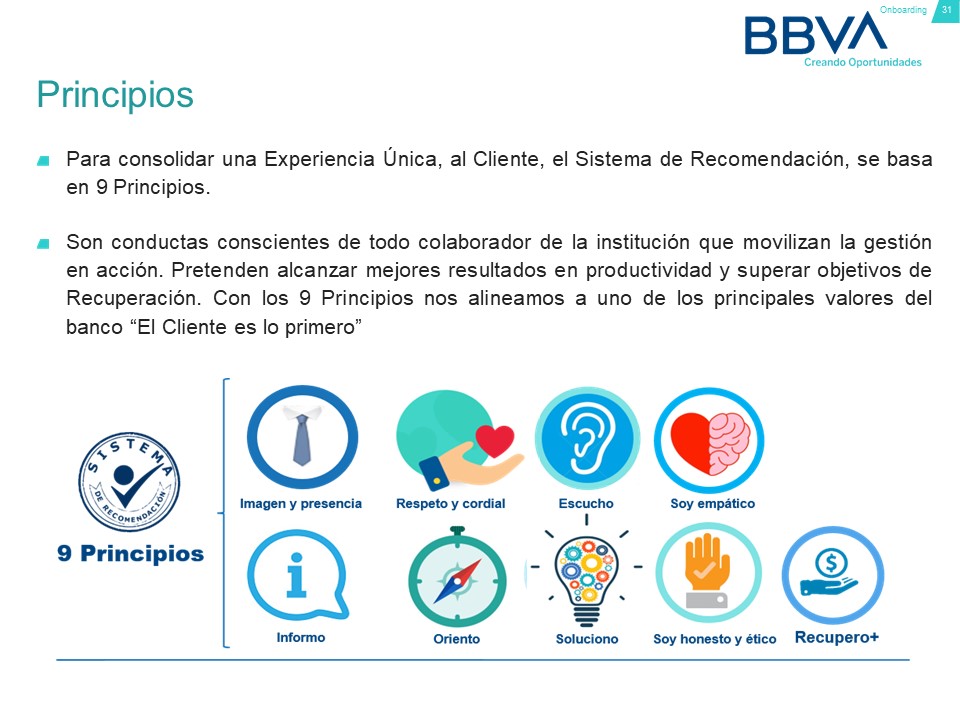 Onboarding 31
BBVA
Creando Oportunidades
Principios
Para consolidar una Experiencia Única, al Cliente, el Sistema de Recomendación, se basa
en 9 Principios.
Son conductas conscientes de todo colaborador de la institución que movilizan la gestión
en acción. Pretenden alcanzar mejores resultados en productividad y superar objetivos de
Recuperación. Con los 9 Principios nos alineamos a uno de los principales valores del
banco “El Cliente es lo primero”
SISTEMA
DE RECOMENDACIÓN
9 Principios
Imagen y presencia
Respeto y cordial
Escucho
Soy empático
Informo
Oriento
Soluciono
Soy honesto y ético
Recupero+